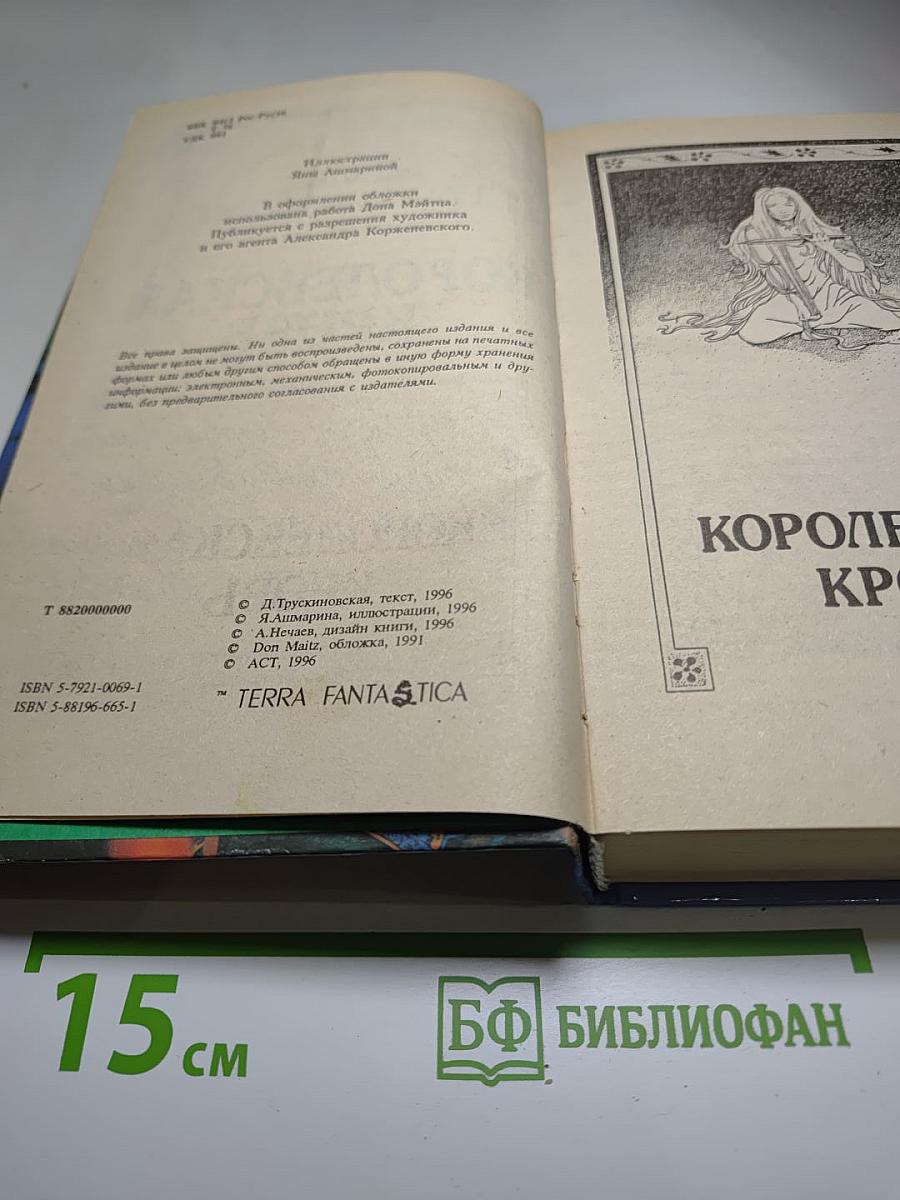 Иллюстрации
Яны Ашмариной
В оформлении обложки
использована работа Дона Мэйтца.
Публикуется с разрешения художника
и его агента Александра Корженевского.
Все права защищены. Ни одна из частей настоящего издания и все
издание в целом не могут быть воспроизведены, сохранены на печатных
формах или любым другим способом обращены в иную форму хранения
информации: электронным, механическим, фотокопировальным и дру-
гими, без предварительного согласования с издателями.
Т 8820000000
© Д.Трускиновская, текст, 1996
© Я.Ашмарина, иллюстрации, 1996
© А.Нечаев, дизайн книги, 1996
© Don Maitz, обложка, 1991
© АСТ, 1996
ISBN 5-7921-0069-1
ISBN 5-88196-665-1
™ TERRA FANTASTICA
КОРОЛЕ
КРО
15 см
БФ БИБЛИОФАН